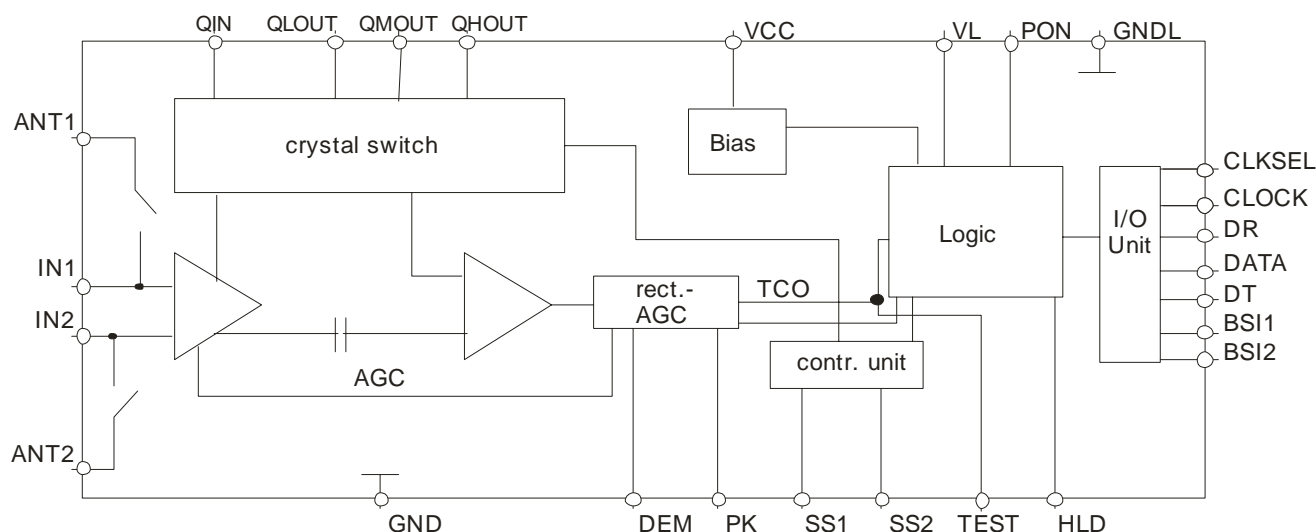 QIN QLOUT QMOUT QHOUT VCC VL PON GNDL
ANT1
crystal switch
Bias
CLKSEL
CLOCK
DR
DATA
DT
BSI1
BSI2
I/O
Unit
Logic
IN1
IN2
rect.-
AGC
TCO
contr. unit
AGC
ANT2
GND DEM PK SS1 SS2 TEST HLD